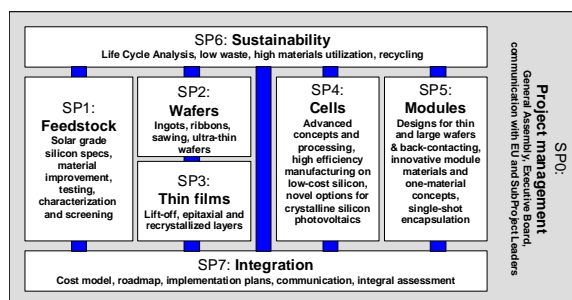 SP6: Sustainability
Life Cycle Analysis, low waste, high materials utilization, recycling
SP1:
Feedstock
Solar grade
silicon specs,
material
improvement,
testing,
characterization
and screening
SP2:
Wafers
Ingots, ribbons,
sawing, ultra-thin
wafers
SP3:
Thin films
Lift-off, epitaxial and
recrystallized layers
SP4:
Cells
Advanced
concepts and
processing,
high efficiency
manufacturing on
low-cost silicon,
novel options for
crystalline silicon
photovoltaics
SP5:
Modules
Designs for thin
and large wafers
& back-contacting,
innovative module
materials and
one-material
concepts,
single-shot
encapsulation
SP7: Integration
Cost model, roadmap, implementation plans, communication, integral assessment
SP0:
Project management
General Assembly, Executive Board,
communication with EU and SubProject Leaders